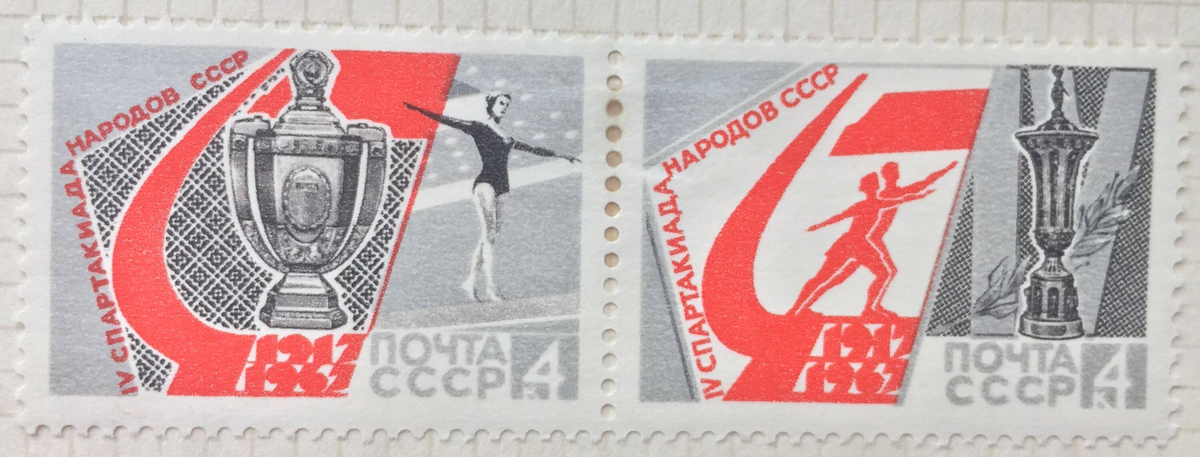 IV СПАРТАКИАДА НАРОДОВ СССР
1917
1967
ПОЧТА
СССР
4
к
IV СПАРТАКИАДА НАРОДОВ СССР
1917
1967
ПОЧТА
СССР
4
к